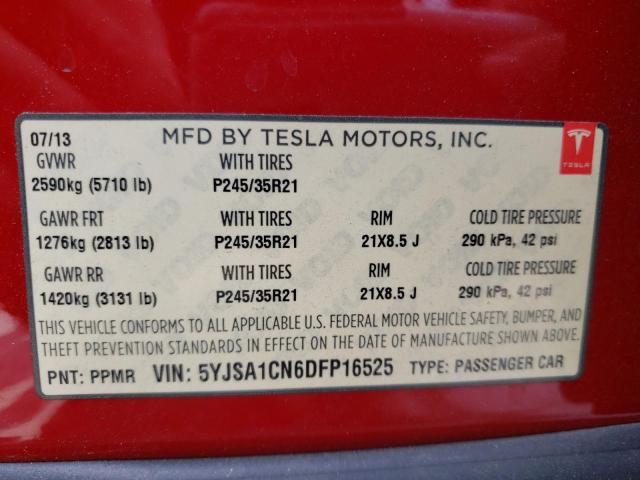 07/13 MFD BY TESLA MOTORS, INC.
TESLA
GVWR WITH TIRES
2590kg (5710 lb) P245/35R21
GAWR FRT WITH TIRES RIM COLD TIRE PRESSURE
1276kg (2813 lb) P245/35R21 21X8.5 J 290 kPa, 42 psi
GAWR RR WITH TIRES RIM COLD TIRE PRESSURE
1420kg (3131 lb) P245/35R21 21X8.5 J 290 kPa, 42 psi
THIS VEHICLE CONFORMS TO ALL APPLICABLE U.S. FEDERAL MOTOR VEHICLE SAFETY, BUMPER, AND
THEFT PREVENTION STANDARDS IN EFFECT ON THE DATE OF MANUFACTURE SHOWN ABOVE.
PNT: PPMR VIN: 5YJSA1CN6DFP16525 TYPE: PASSENGER CAR